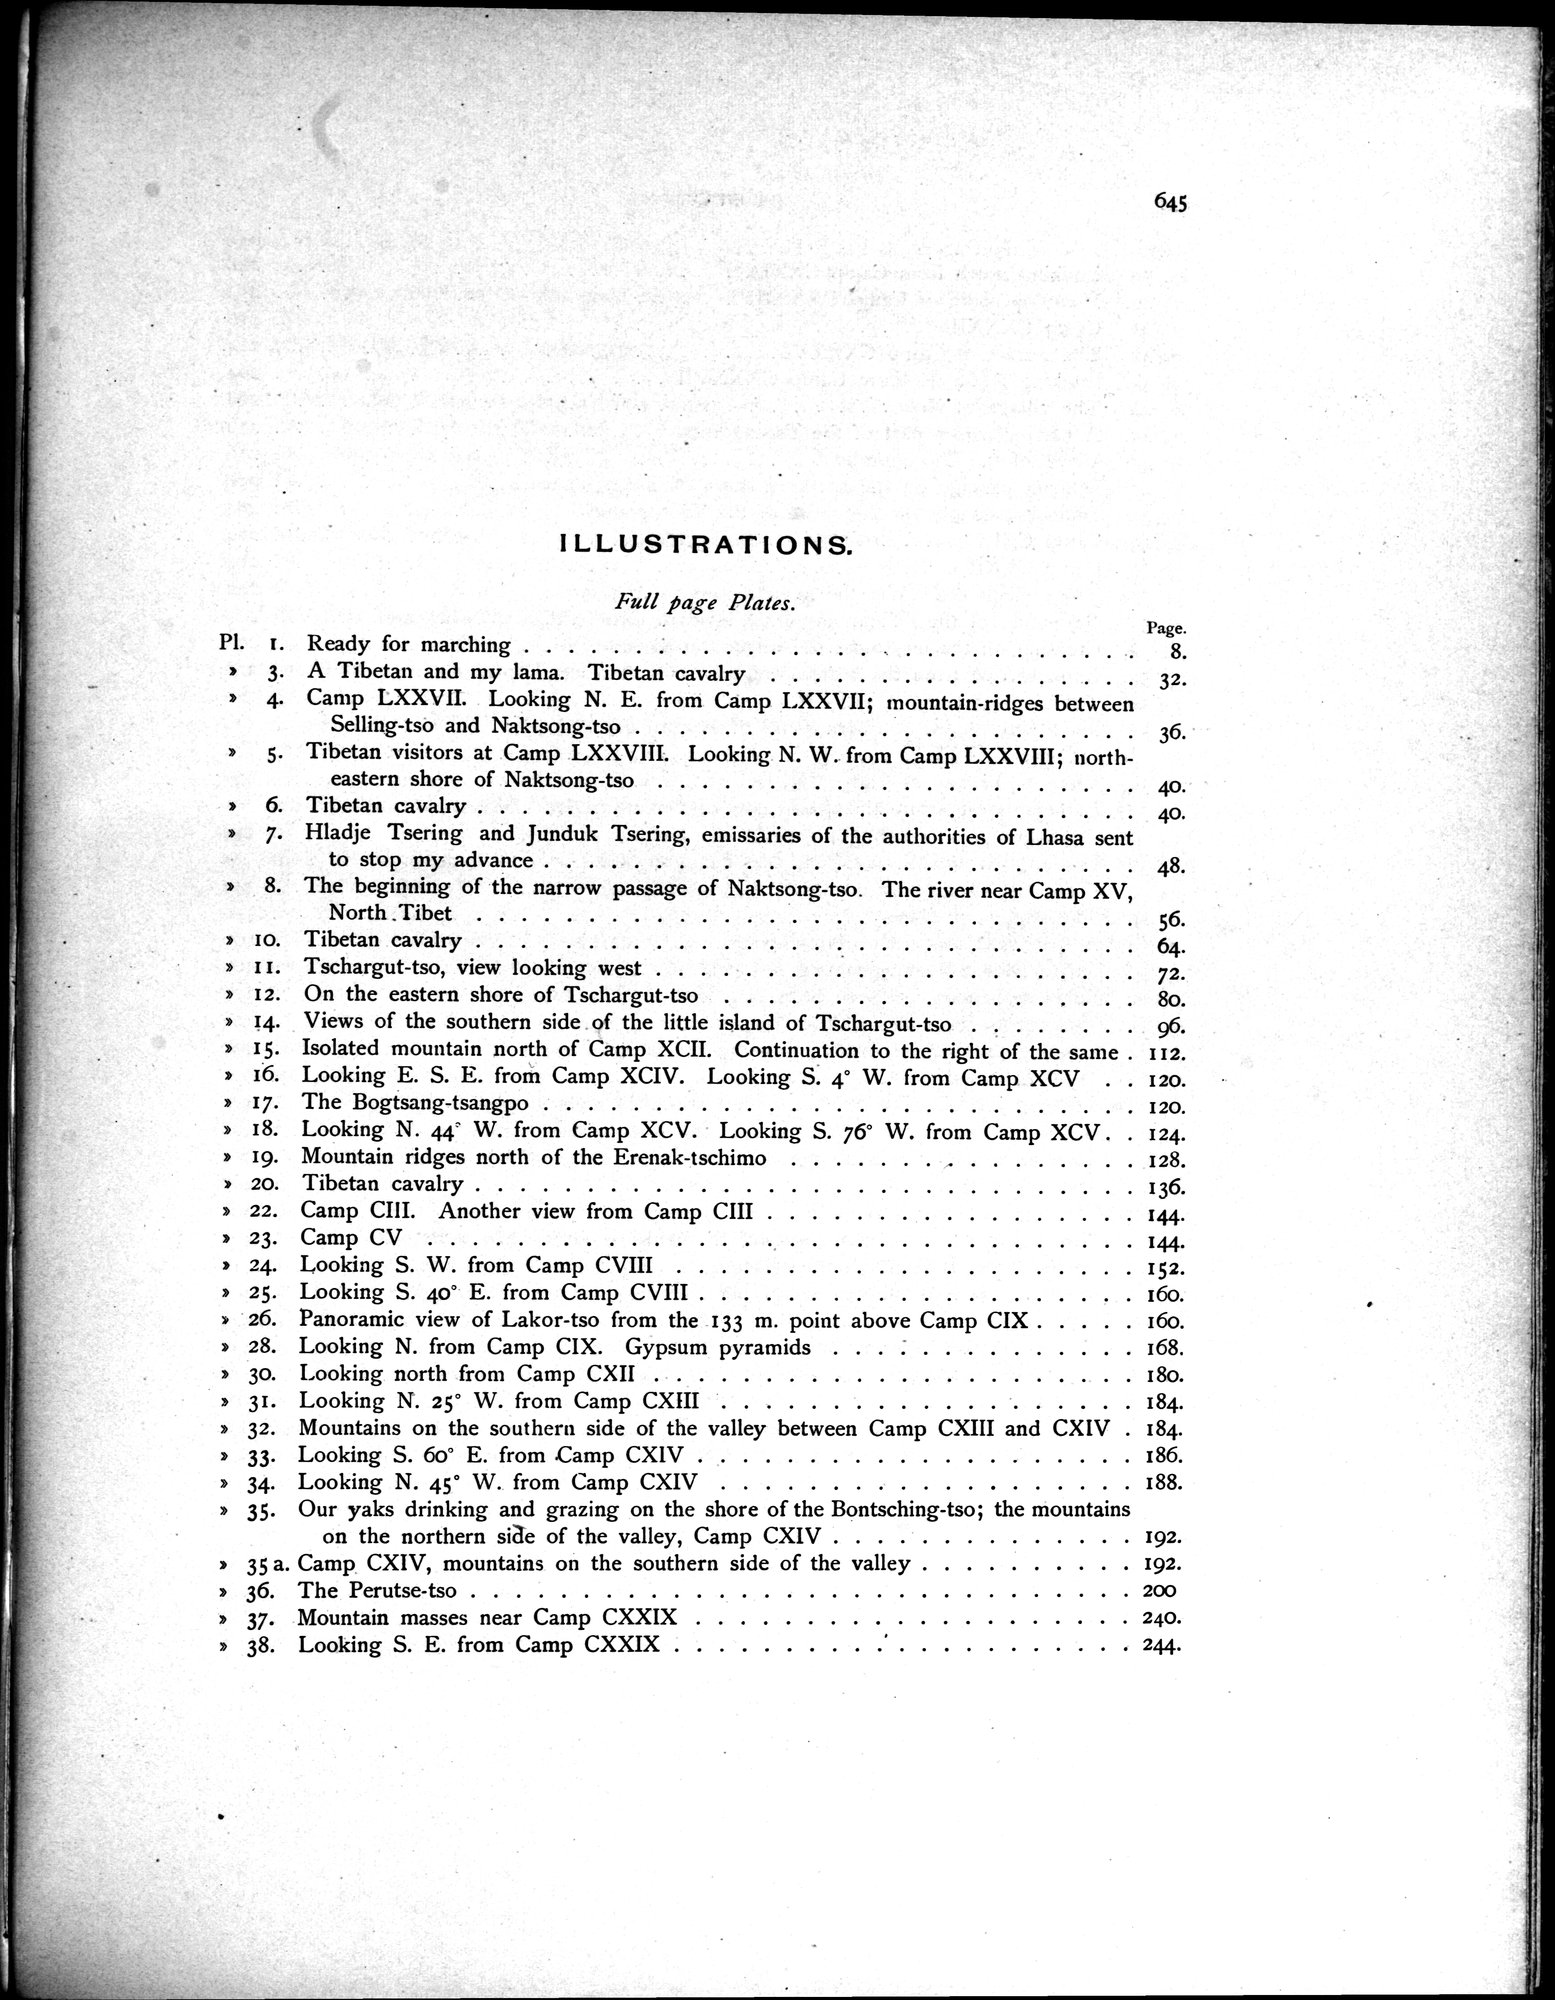 645
ILLUSTRATIONS.
Full page Plates.
Page.
Pl. 1. Ready for marching . . . . . . . . . . . . . . . . . . . . . . . . . . . 8.
» 3. A Tibetan and my lama. Tibetan cavalry . . . . . . . . . . . . . . . . 32.
» 4. Camp LXXVII. Looking N. E. from Camp LXXVII; mountain-ridges between
Selling-tso and Naktsong-tso . . . . . . . . . . . . . . . . . . . . . . 36.
» 5. Tibetan visitors at Camp LXXVIII. Looking N. W. from Camp LXXVIII; north-
eastern shore of Naktsong-tso . . . . . . . . . . . . . . . . . . . . . 40.
» 6. Tibetan cavalry . . . . . . . . . . . . . . . . . . . . . . . . . . . . . 40.
» 7. Hladje Tsering and Junduk Tsering, emissaries of the authorities of Lhasa sent
to stop my advance . . . . . . . . . . . . . . . . . . . . . . . . . . 48.
» 8. The beginning of the narrow passage of Naktsong-tso. The river near Camp XV,
North Tibet . . . . . . . . . . . . . . . . . . . . . . . . . . . . . 56.
» 10. Tibetan cavalry . . . . . . . . . . . . . . . . . . . . . . . . . . . . . 64.
» 11. Tschargut-tso, view looking west . . . . . . . . . . . . . . . . . . . . . 72.
» 12. On the eastern shore of Tschargut-tso . . . . . . . . . . . . . . . . . . 80.
» 14. Views of the southern side of the little island of Tschargut-tso . . . . . . . 96.
» 15. Isolated mountain north of Camp XCII. Continuation to the right of the same . 112.
» 16. Looking E. S. E. from Camp XCIV. Looking S. 4° W. from Camp XCV . . 120.
» 17. The Bogtsang-tsangpo . . . . . . . . . . . . . . . . . . . . . . . . . . 120.
» 18. Looking N. 44° W. from Camp XCV. Looking S. 76° W. from Camp XCV . . 124.
» 19. Mountain ridges north of the Erenak-tschimo . . . . . . . . . . . . . . . 128.
» 20. Tibetan cavalry . . . . . . . . . . . . . . . . . . . . . . . . . . . . . 136.
» 22. Camp CIII. Another view from Camp CIII . . . . . . . . . . . . . . . . 144.
» 23. Camp CV . . . . . . . . . . . . . . . . . . . . . . . . . . . . . . . 144.
» 24. Looking S. W. from Camp CVIII . . . . . . . . . . . . . . . . . . . . . 152.
» 25. Looking S. 40° E. from Camp CVIII . . . . . . . . . . . . . . . . . . . . 160.
» 26. Panoramic view of Lakor-tso from the 133 m. point above Camp CIX . . . . . 160.
» 28. Looking N. from Camp CIX. Gypsum pyramids . . . . . . . . . . . . . . 168.
» 30. Looking north from Camp CXII . . . . . . . . . . . . . . . . . . . . . . 180.
» 31. Looking N. 25° W. from Camp CXIII . . . . . . . . . . . . . . . . . . . 184.
» 32. Mountains on the southern side of the valley between Camp CXIII and CXIV . 184.
» 33. Looking S. 60° E. from Camp CXIV . . . . . . . . . . . . . . . . . . . . 186.
» 34. Looking N. 45° W. from Camp CXIV . . . . . . . . . . . . . . . . . . . 188.
» 35. Our yaks drinking and grazing on the shore of the Bontsching-tso; the mountains
on the northern side of the valley, Camp CXIV . . . . . . . . . . . . . . 192.
» 35 a. Camp CXIV, mountains on the southern side of the valley . . . . . . . . . . 192.
» 36. The Perutse-tso . . . . . . . . . . . . . . . . . . . . . . . . . . . . . . 200
» 37. Mountain masses near Camp CXXIX . . . . . . . . . . . . . . . . . . . . 240.
» 38. Looking S. E. from Camp CXXIX . . . . . . . . . . . . . . . . . . . . . 244.